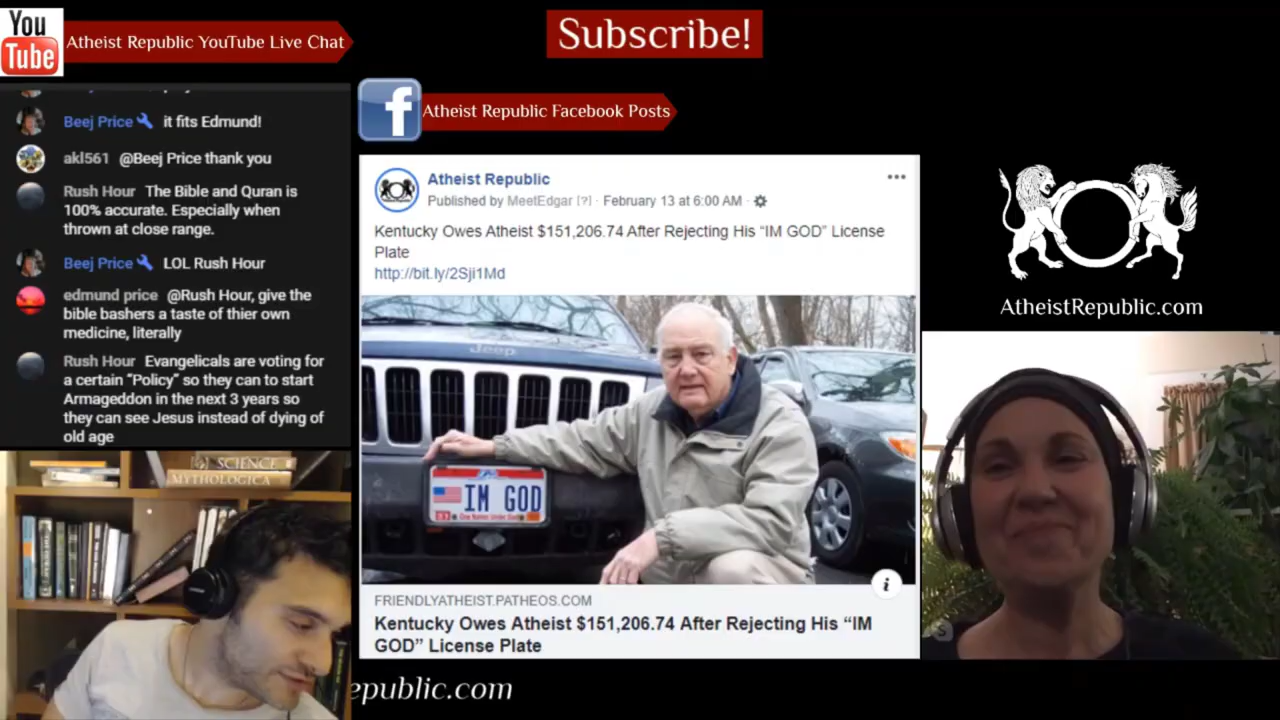 You
Tube
Atheist Republic YouTube Live Chat
Subscribe!
Beej Price it fits Edmund!
akl561 @Beej Price thank you
Rush Hour The Bible and Quran is
100% accurate. Especially when
thrown at close range.
Beej Price LOL Rush Hour
edmund price @Rush Hour, give the
bible bashers a taste of thier own
medicine, literally
Rush Hour Evangelicals are voting for
a certain “Policy” so they can to start
Armageddon in the next 3 years so
they can see Jesus instead of dying of
old age
f
Atheist Republic Facebook Posts
Atheist Republic
Published by MeetEdgar [?] · February 13 at 6:00 AM ·
Kentucky Owes Atheist $151,206.74 After Rejecting His “IM GOD” License
Plate
http://bit.ly/2Sji1Md
Jeep
IM GOD
One Nation Under God
i
FRIENDLYATHEIST.PATHEOS.COM
Kentucky Owes Atheist $151,206.74 After Rejecting His “IM
GOD” License Plate
AtheistRepublic.com
SCIENCE
MYTHOLOGICA
epublic.com